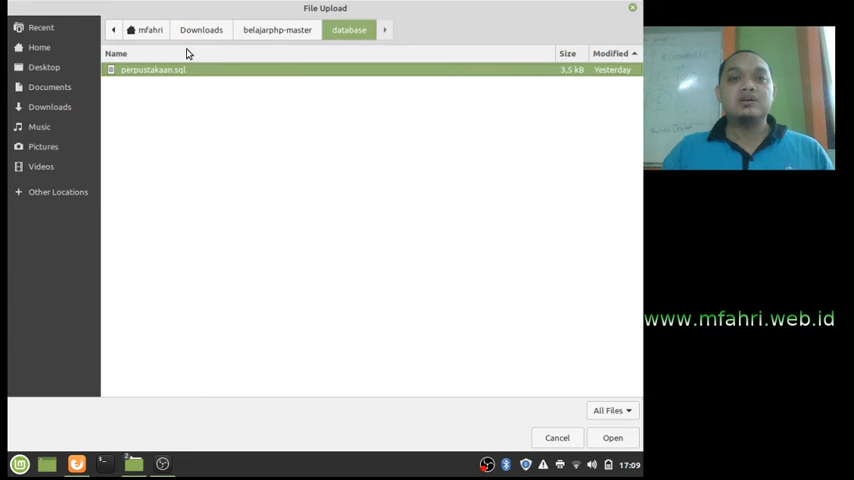 File Upload
Recent
Home
Desktop
Documents
Downloads
Music
Pictures
Videos
Other Locations
mfahri
Downloads
belajarphp-master
database
Name
Size
Modified
perpustakaan.sql
3,5 kB
Yesterday
www.mfahri.web.id
All Files
Cancel
Open
17:09